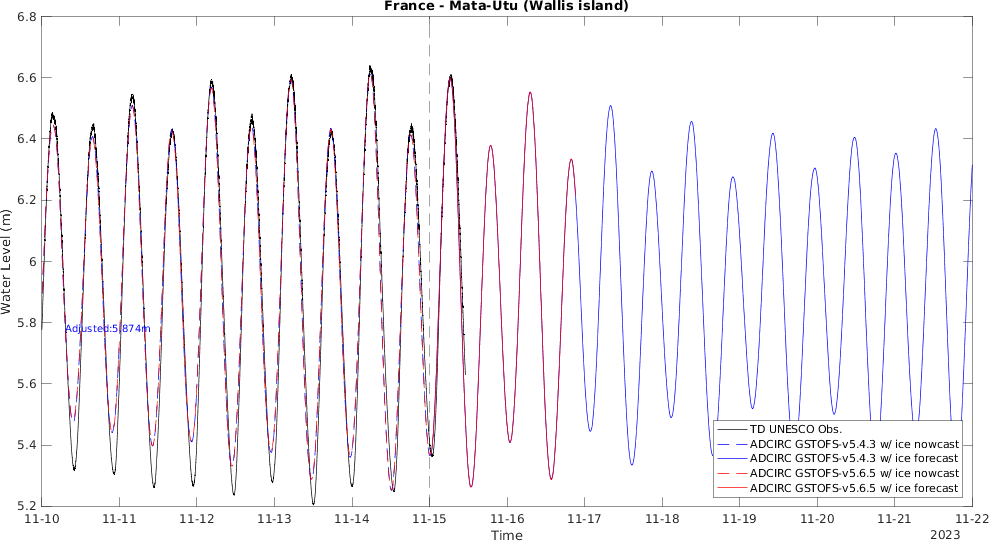 France - Mata-Utu (Wallis island)
6.8
6.6
6.4
6.2
6
5.8
5.6
5.4
5.2
Water Level (m)
Adjusted:5.874m
TD UNESCO Obs.
ADCIRC GSTOFS-v5.4.3 w/ ice nowcast
ADCIRC GSTOFS-v5.4.3 w/ ice forecast
ADCIRC GSTOFS-v5.6.5 w/ ice nowcast
ADCIRC GSTOFS-v5.6.5 w/ ice forecast
11-10 11-11 11-12 11-13 11-14 11-15 11-16 11-17 11-18 11-19 11-20 11-21 11-22
Time
2023